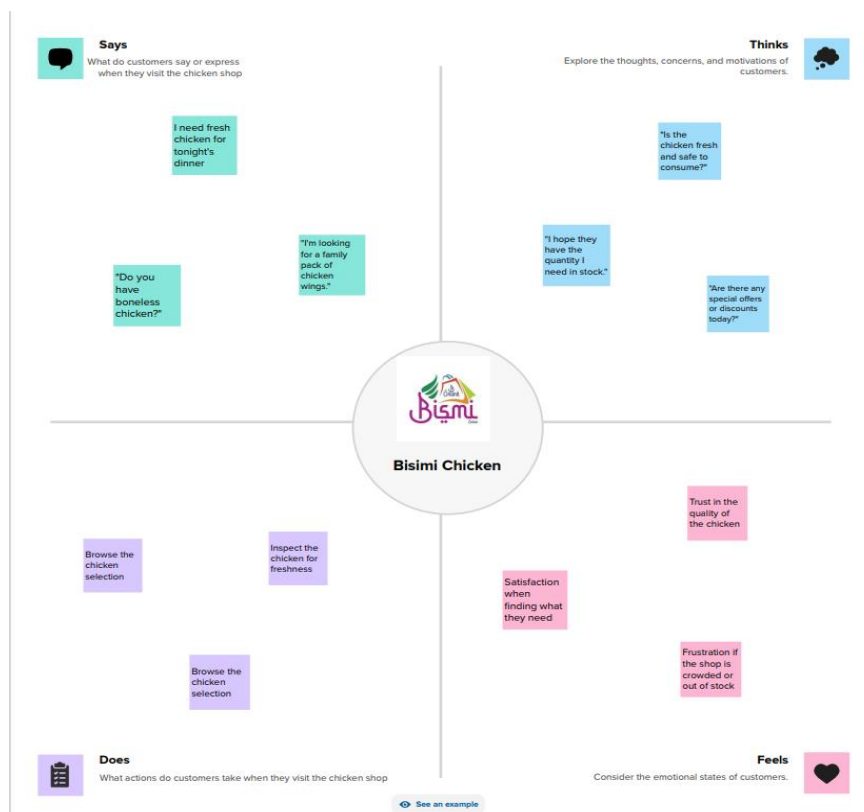 Says
What do customers say or express
when they visit the chicken shop
Thinks
Explore the thoughts, concerns, and motivations of
customers.
I need fresh
chicken for
tonight's
dinner
"Do you
have
boneless
chicken?"
"I'm looking
for a family
pack of
chicken
wings."
"Is the
chicken fresh
and safe to
consume?"
"I hope they
have the
quantity I
need in stock."
"Are there any
special offers
or discounts
today?"
Bismi
Bisimi Chicken
Browse the
chicken
selection
Inspect the
chicken for
freshness
Browse the
chicken
selection
Trust in the
quality of
the chicken
Satisfaction
when
finding what
they need
Frustration if
the shop is
crowded or
out of stock
Does
What actions do customers take when they visit the chicken shop
Feels
Consider the emotional states of customers.
See an example